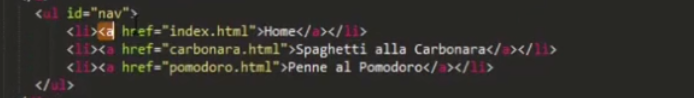 <ul id="nav">
<li><a href="index.html">Home</a></li>
<li><a href="carbonara.html">Spaghetti alla Carbonara</a></li>
<li><a href="pomodoro.html">Penne al Pomodoro</a></li>
</ul>